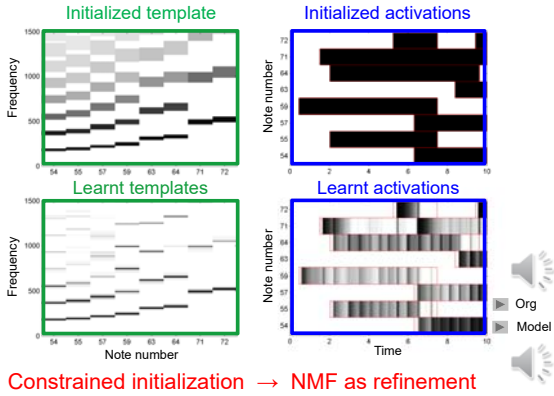 Initialized template
Frequency
1500
1000
500
0
54 55 57 59 63 64 71 72
Initialized activations
Note number
72
71
64
63
59
57
55
54
0 2 4 6 8 10
Learnt templates
Frequency
1500
1000
500
0
54 55 57 59 63 64 71 72
Note number
Learnt activations
Note number
72
71
64
63
59
57
55
54
0 2 4 6 8 10
Time
Org
Model
Constrained initialization → NMF as refinement